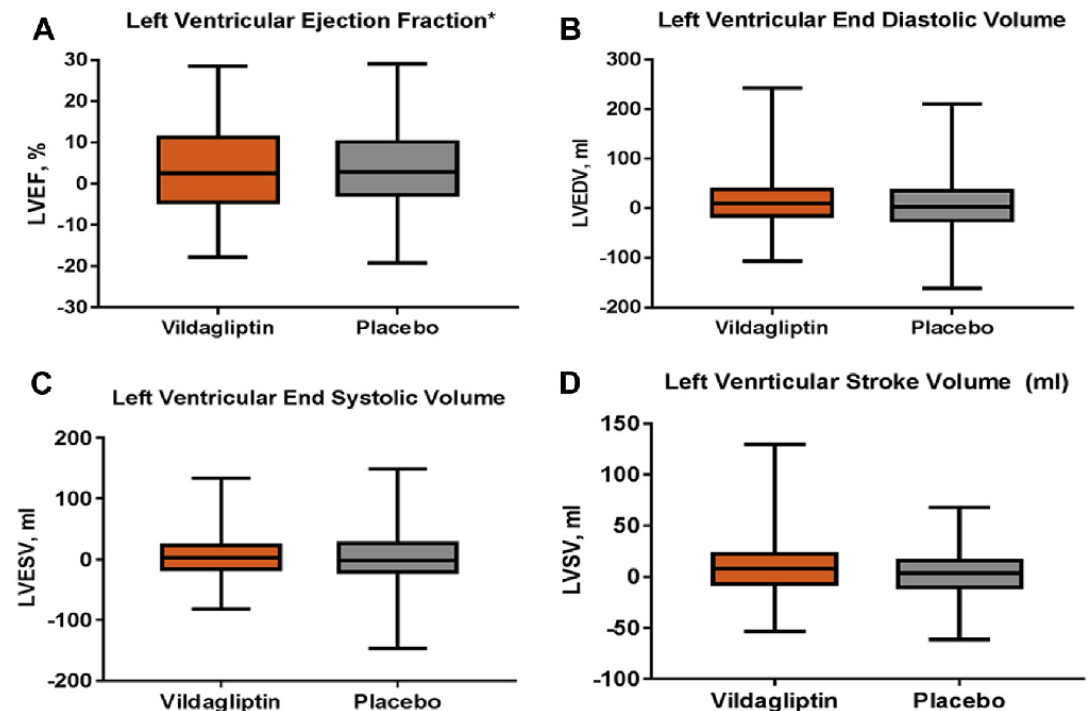 A
Left Ventricular Ejection Fraction*
LVEF, %
30
20
10
0
-10
-20
-30
Vildagliptin
Placebo
B
Left Ventricular End Diastolic Volume
LVEDV, ml
300
200
100
0
-100
-200
Vildagliptin
Placebo
C
Left Ventricular End Systolic Volume
LVESV, ml
200
100
0
-100
-200
Vildagliptin
Placebo
D
Left Venrticular Stroke Volume (ml)
LVSV, ml
150
100
50
0
-50
-100
Vildagliptin
Placebo